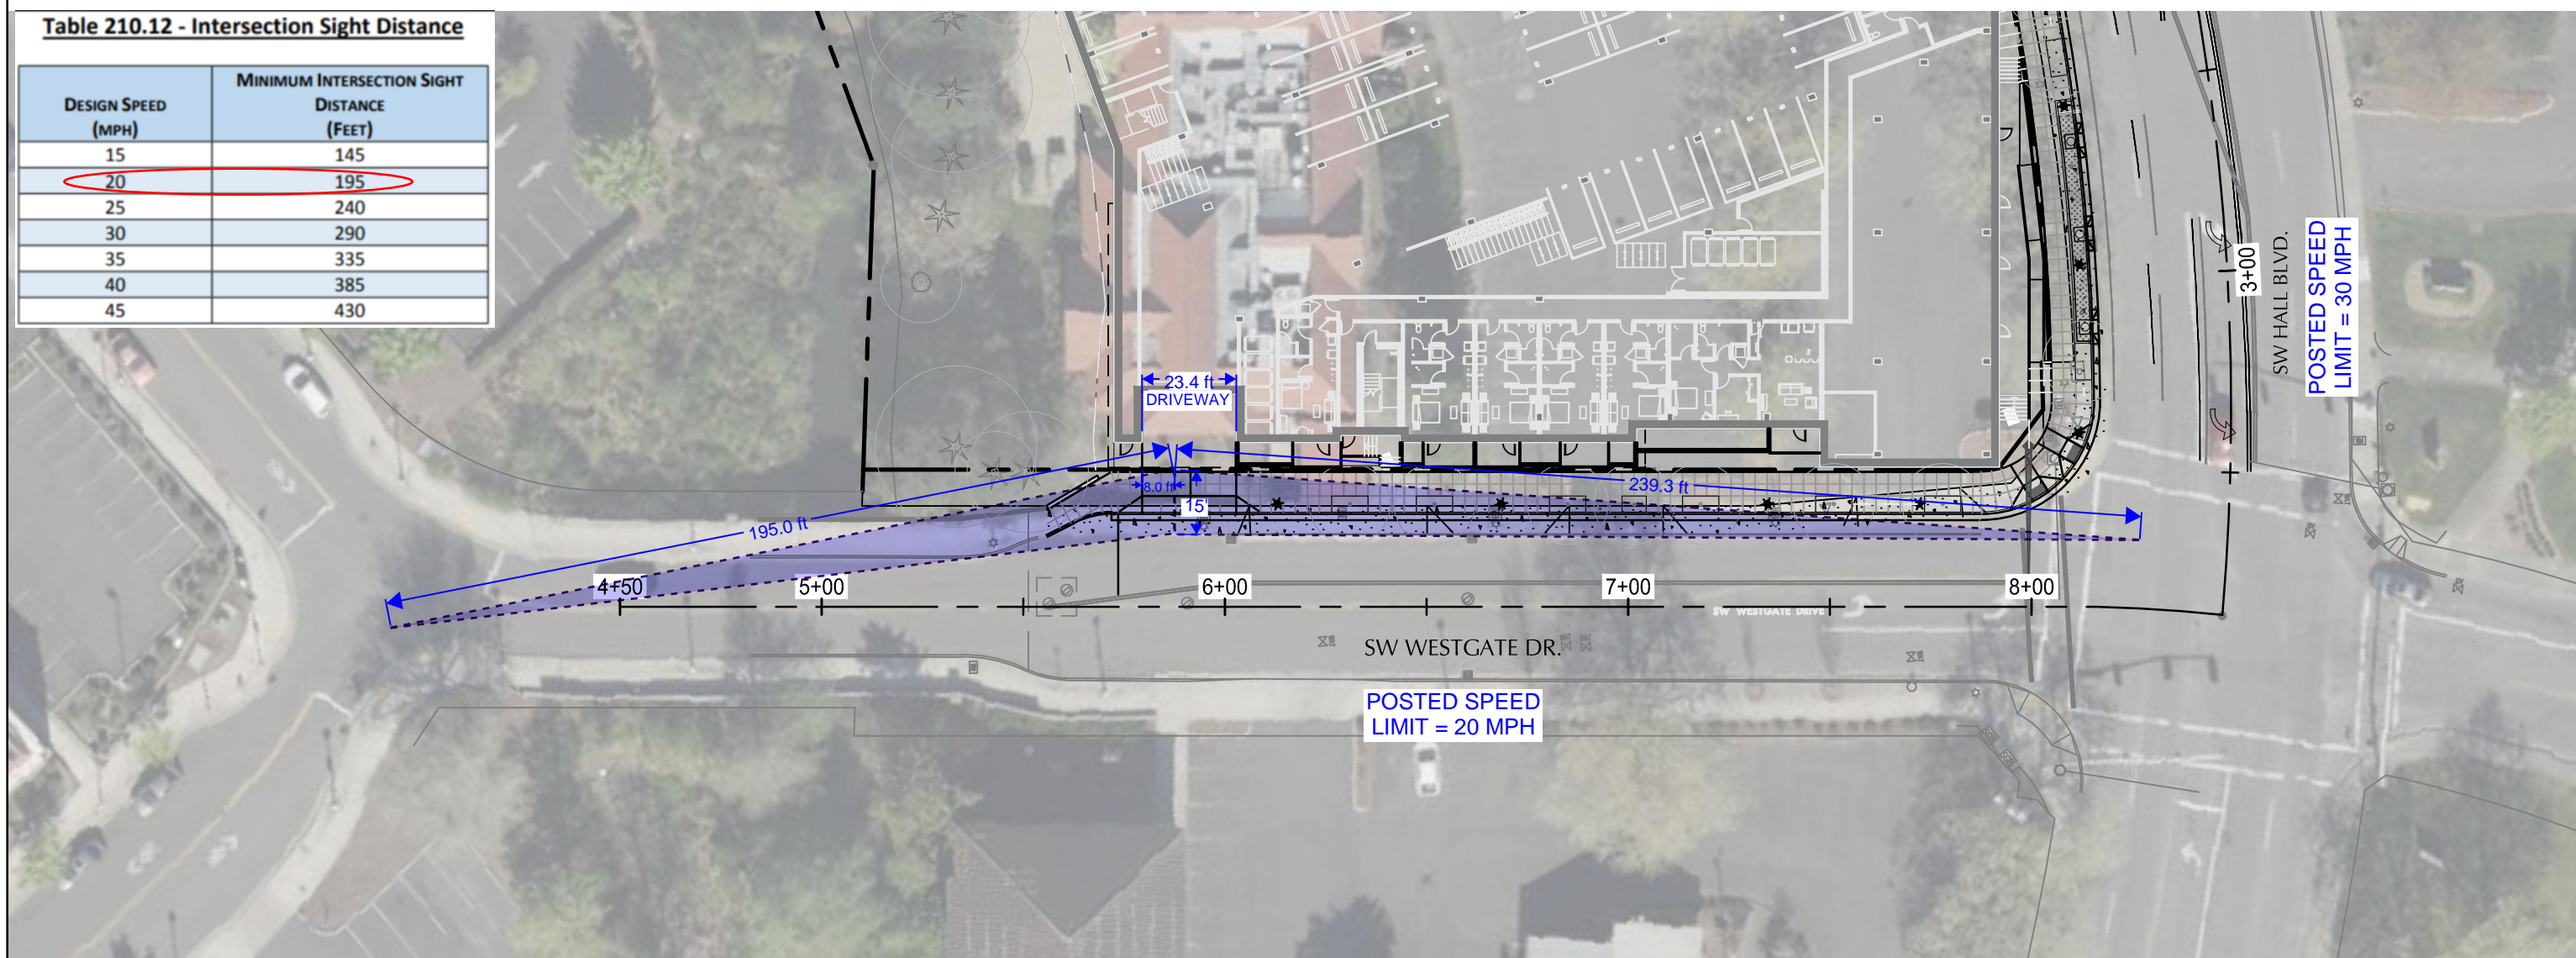 Table 210.12 - Intersection Sight Distance
DESIGN SPEED (MPH) MINIMUM INTERSECTION SIGHT DISTANCE (FEET)
15 145
20 195
25 240
30 290
35 335
40 385
45 430
23.4 ft
DRIVEWAY
8.0 ft
15'
195.0 ft
239.3 ft
4+50 5+00 6+00 7+00 8+00
SW WESTGATE DRIVE
SW WESTGATE DR.
POSTED SPEED
LIMIT = 20 MPH
3+00
SW HALL BLVD.
POSTED SPEED
LIMIT = 30 MPH